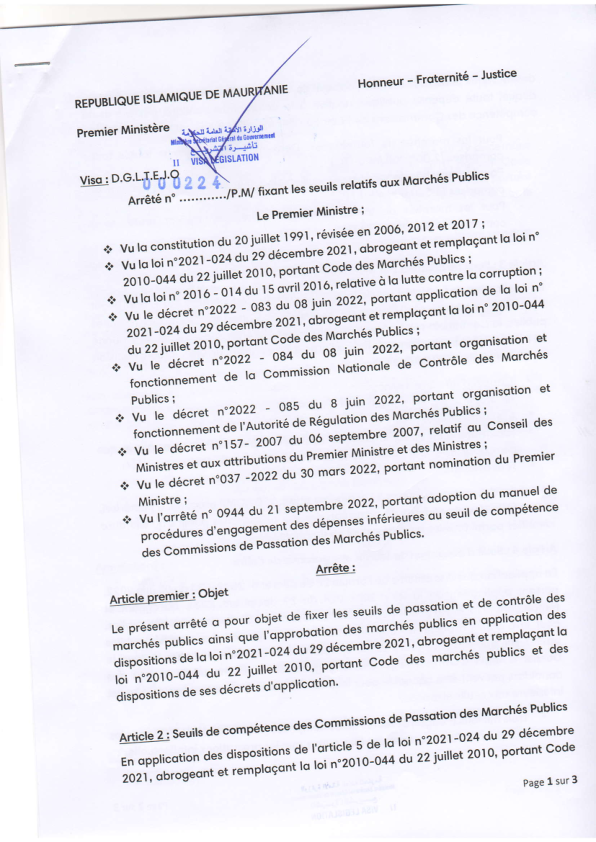 REPUBLIQUE ISLAMIQUE DE MAURITANIE
Honneur – Fraternité – Justice
Premier Ministère
الوزارة الأمانة العامة للحكومة
Ministère Secrétariat Général du Gouvernement
تأشيرة التشريع
VISA LEGISLATION
Visa : D.G.L.T.E.J.O
000224
Arrêté n° …………/P.M/ fixant les seuils relatifs aux Marchés Publics
Le Premier Ministre ;
❖ Vu la constitution du 20 juillet 1991, révisée en 2006, 2012 et 2017 ;
❖ Vu la loi n°2021-024 du 29 décembre 2021, abrogeant et remplaçant la loi n°
2010-044 du 22 juillet 2010, portant Code des Marchés Publics ;
❖ Vu la loi n° 2016 - 014 du 15 avril 2016, relative à la lutte contre la corruption ;
❖ Vu le décret n°2022 - 083 du 08 juin 2022, portant application de la loi n°
2021-024 du 29 décembre 2021, abrogeant et remplaçant la loi n° 2010-044
du 22 juillet 2010, portant Code des Marchés Publics ;
❖ Vu le décret n°2022 - 084 du 08 juin 2022, portant organisation et
fonctionnement de la Commission Nationale de Contrôle des Marchés
Publics ;
❖ Vu le décret n°2022 - 085 du 8 juin 2022, portant organisation et
fonctionnement de l'Autorité de Régulation des Marchés Publics ;
❖ Vu le décret n°157- 2007 du 06 septembre 2007, relatif au Conseil des
Ministres et aux attributions du Premier Ministre et des Ministres ;
❖ Vu le décret n°037 -2022 du 30 mars 2022, portant nomination du Premier
Ministre ;
❖ Vu l'arrêté n° 0944 du 21 septembre 2022, portant adoption du manuel de
procédures d'engagement des dépenses inférieures au seuil de compétence
des Commissions de Passation des Marchés Publics.
Arrête :
Article premier : Objet
Le présent arrêté a pour objet de fixer les seuils de passation et de contrôle des
marchés publics ainsi que l'approbation des marchés publics en application des
dispositions de la loi n°2021-024 du 29 décembre 2021, abrogeant et remplaçant la
loi n°2010-044 du 22 juillet 2010, portant Code des marchés publics et des
dispositions de ses décrets d'application.
Article 2 : Seuils de compétence des Commissions de Passation des Marchés Publics
En application des dispositions de l'article 5 de la loi n°2021-024 du 29 décembre
2021, abrogeant et remplaçant la loi n°2010-044 du 22 juillet 2010, portant Code
Page 1 sur 3